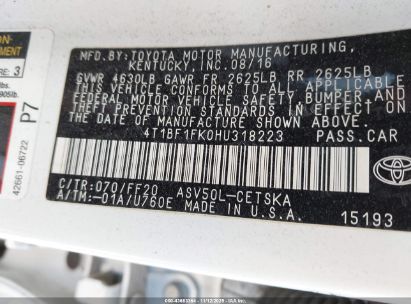 MFD. BY: TOYOTA MOTOR MANUFACTURING,
KENTUCKY, INC. 08/16
GVWR 4630LB GAWR FR 2625LB RR 2625LB
THIS VEHICLE CONFORMS TO ALL APPLICABLE
FEDERAL MOTOR VEHICLE SAFETY, BUMPER AND
THEFT PREVENTION STANDARDS IN EFFECT ON
THE DATE OF MANUFACTURE SHOWN ABOVE.
4T1BF1FK0HU318223 PASS.CAR
C/TR: 070/FF20 ASV50L-CETSKA
A/TM: -01A/U760E MADE IN U.S.A.
15193
TOYOTA
P7
42661-06722
3